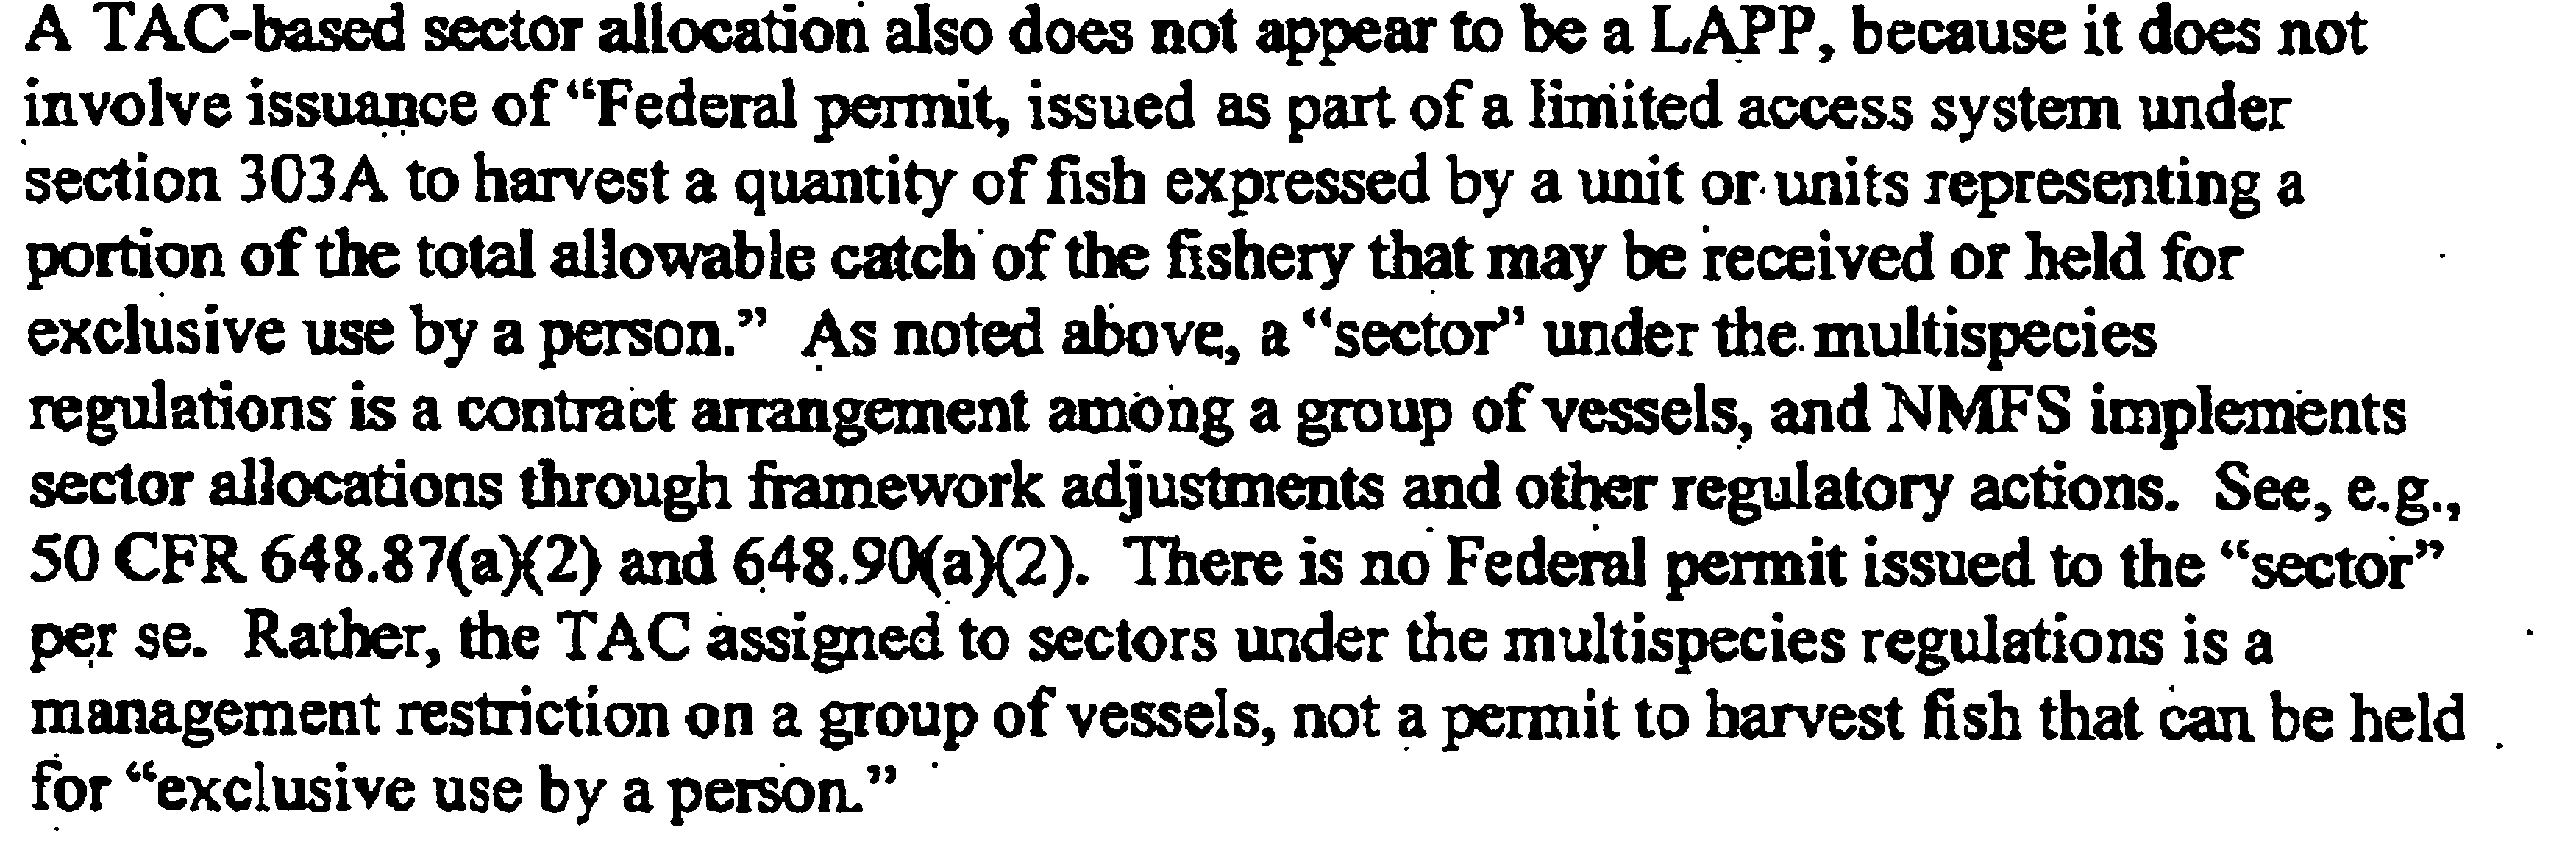 A TAC-based sector allocation also does not appear to be a LAPP, because it does not
involve issuance of “Federal permit, issued as part of a limited access system under
section 303A to harvest a quantity of fish expressed by a unit or units representing a
portion of the total allowable catch of the fishery that may be received or held for
exclusive use by a person.” As noted above, a “sector” under the multispecies
regulations is a contract arrangement among a group of vessels, and NMFS implements
sector allocations through framework adjustments and other regulatory actions. See, e.g.,
50 CFR 648.87(a)(2) and 648.90(a)(2). There is no Federal permit issued to the “sector”
per se. Rather, the TAC assigned to sectors under the multispecies regulations is a
management restriction on a group of vessels, not a permit to harvest fish that can be held
for “exclusive use by a person.”